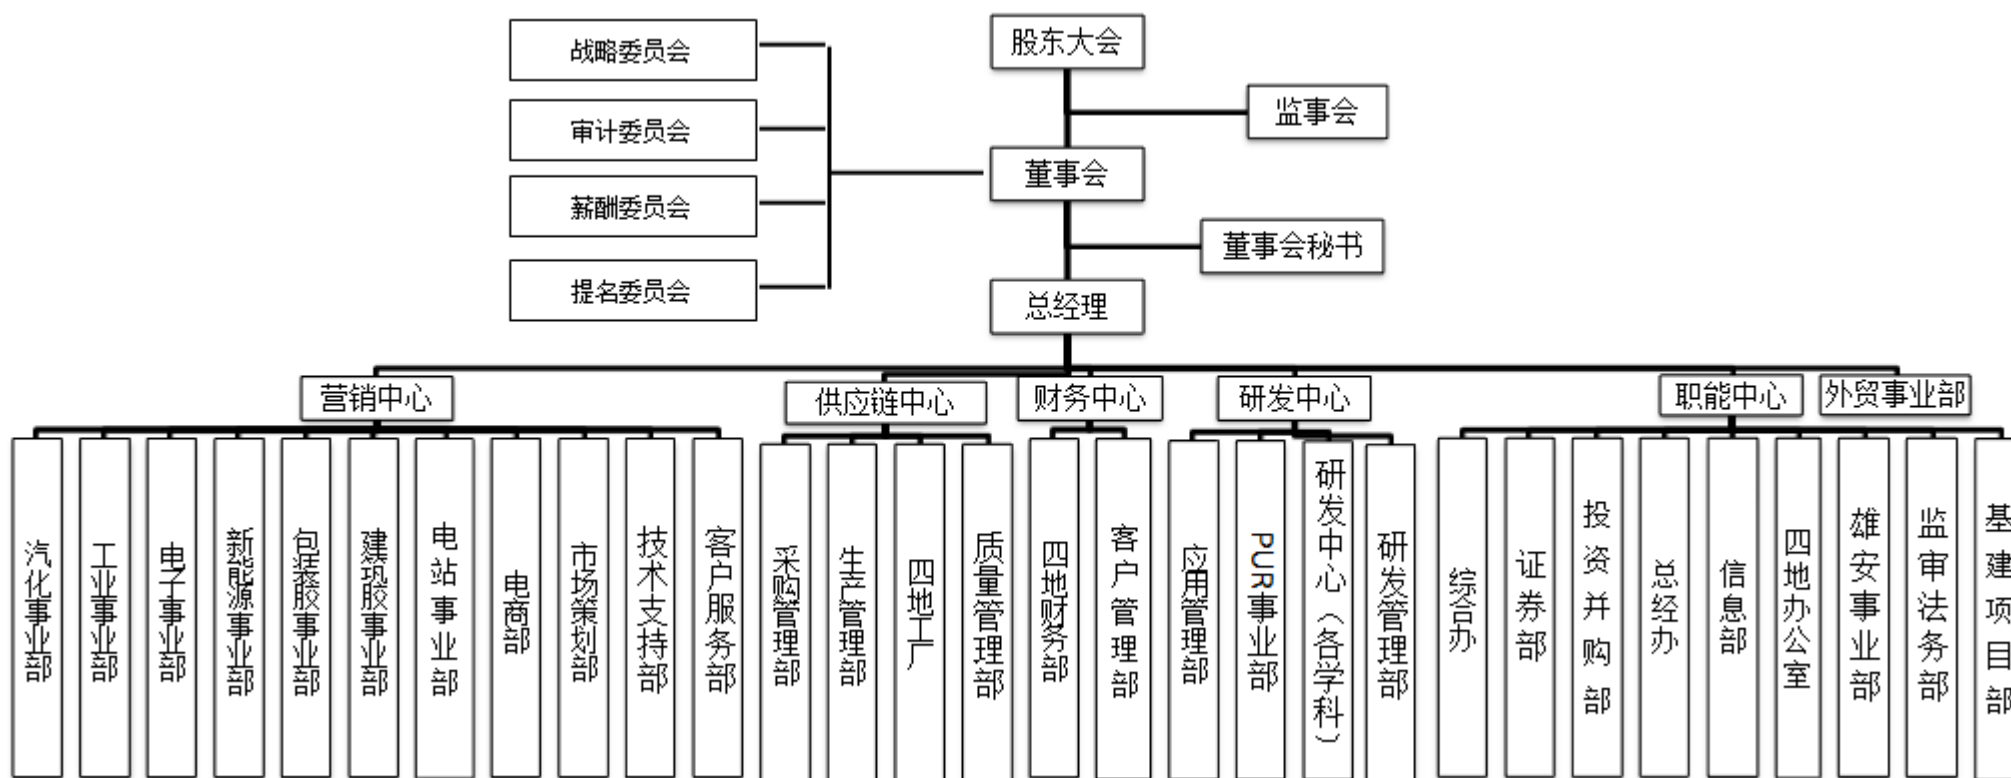 股东大会
战略委员会
监事会
审计委员会
董事会
薪酬委员会
董事会秘书
提名委员会
总经理
营销中心
供应链中心
财务中心
研发中心
职能中心
外贸事业部
汽化事业部
工业事业部
电子事业部
新能源事业部
包装胶事业部
建筑胶事业部
电站事业部
电商部
市场策划部
技术支持部
客户服务部
采购管理部
生产管理部
四地工厂
质量管理部
四地财务部
客户管理部
应用管理部
PUR事业部
研发中心（各学科）
研发管理部
综合办
证券部
投资并购部
总经办
信息部
四地办公室
雄安事业部
监审法务部
基建项目部